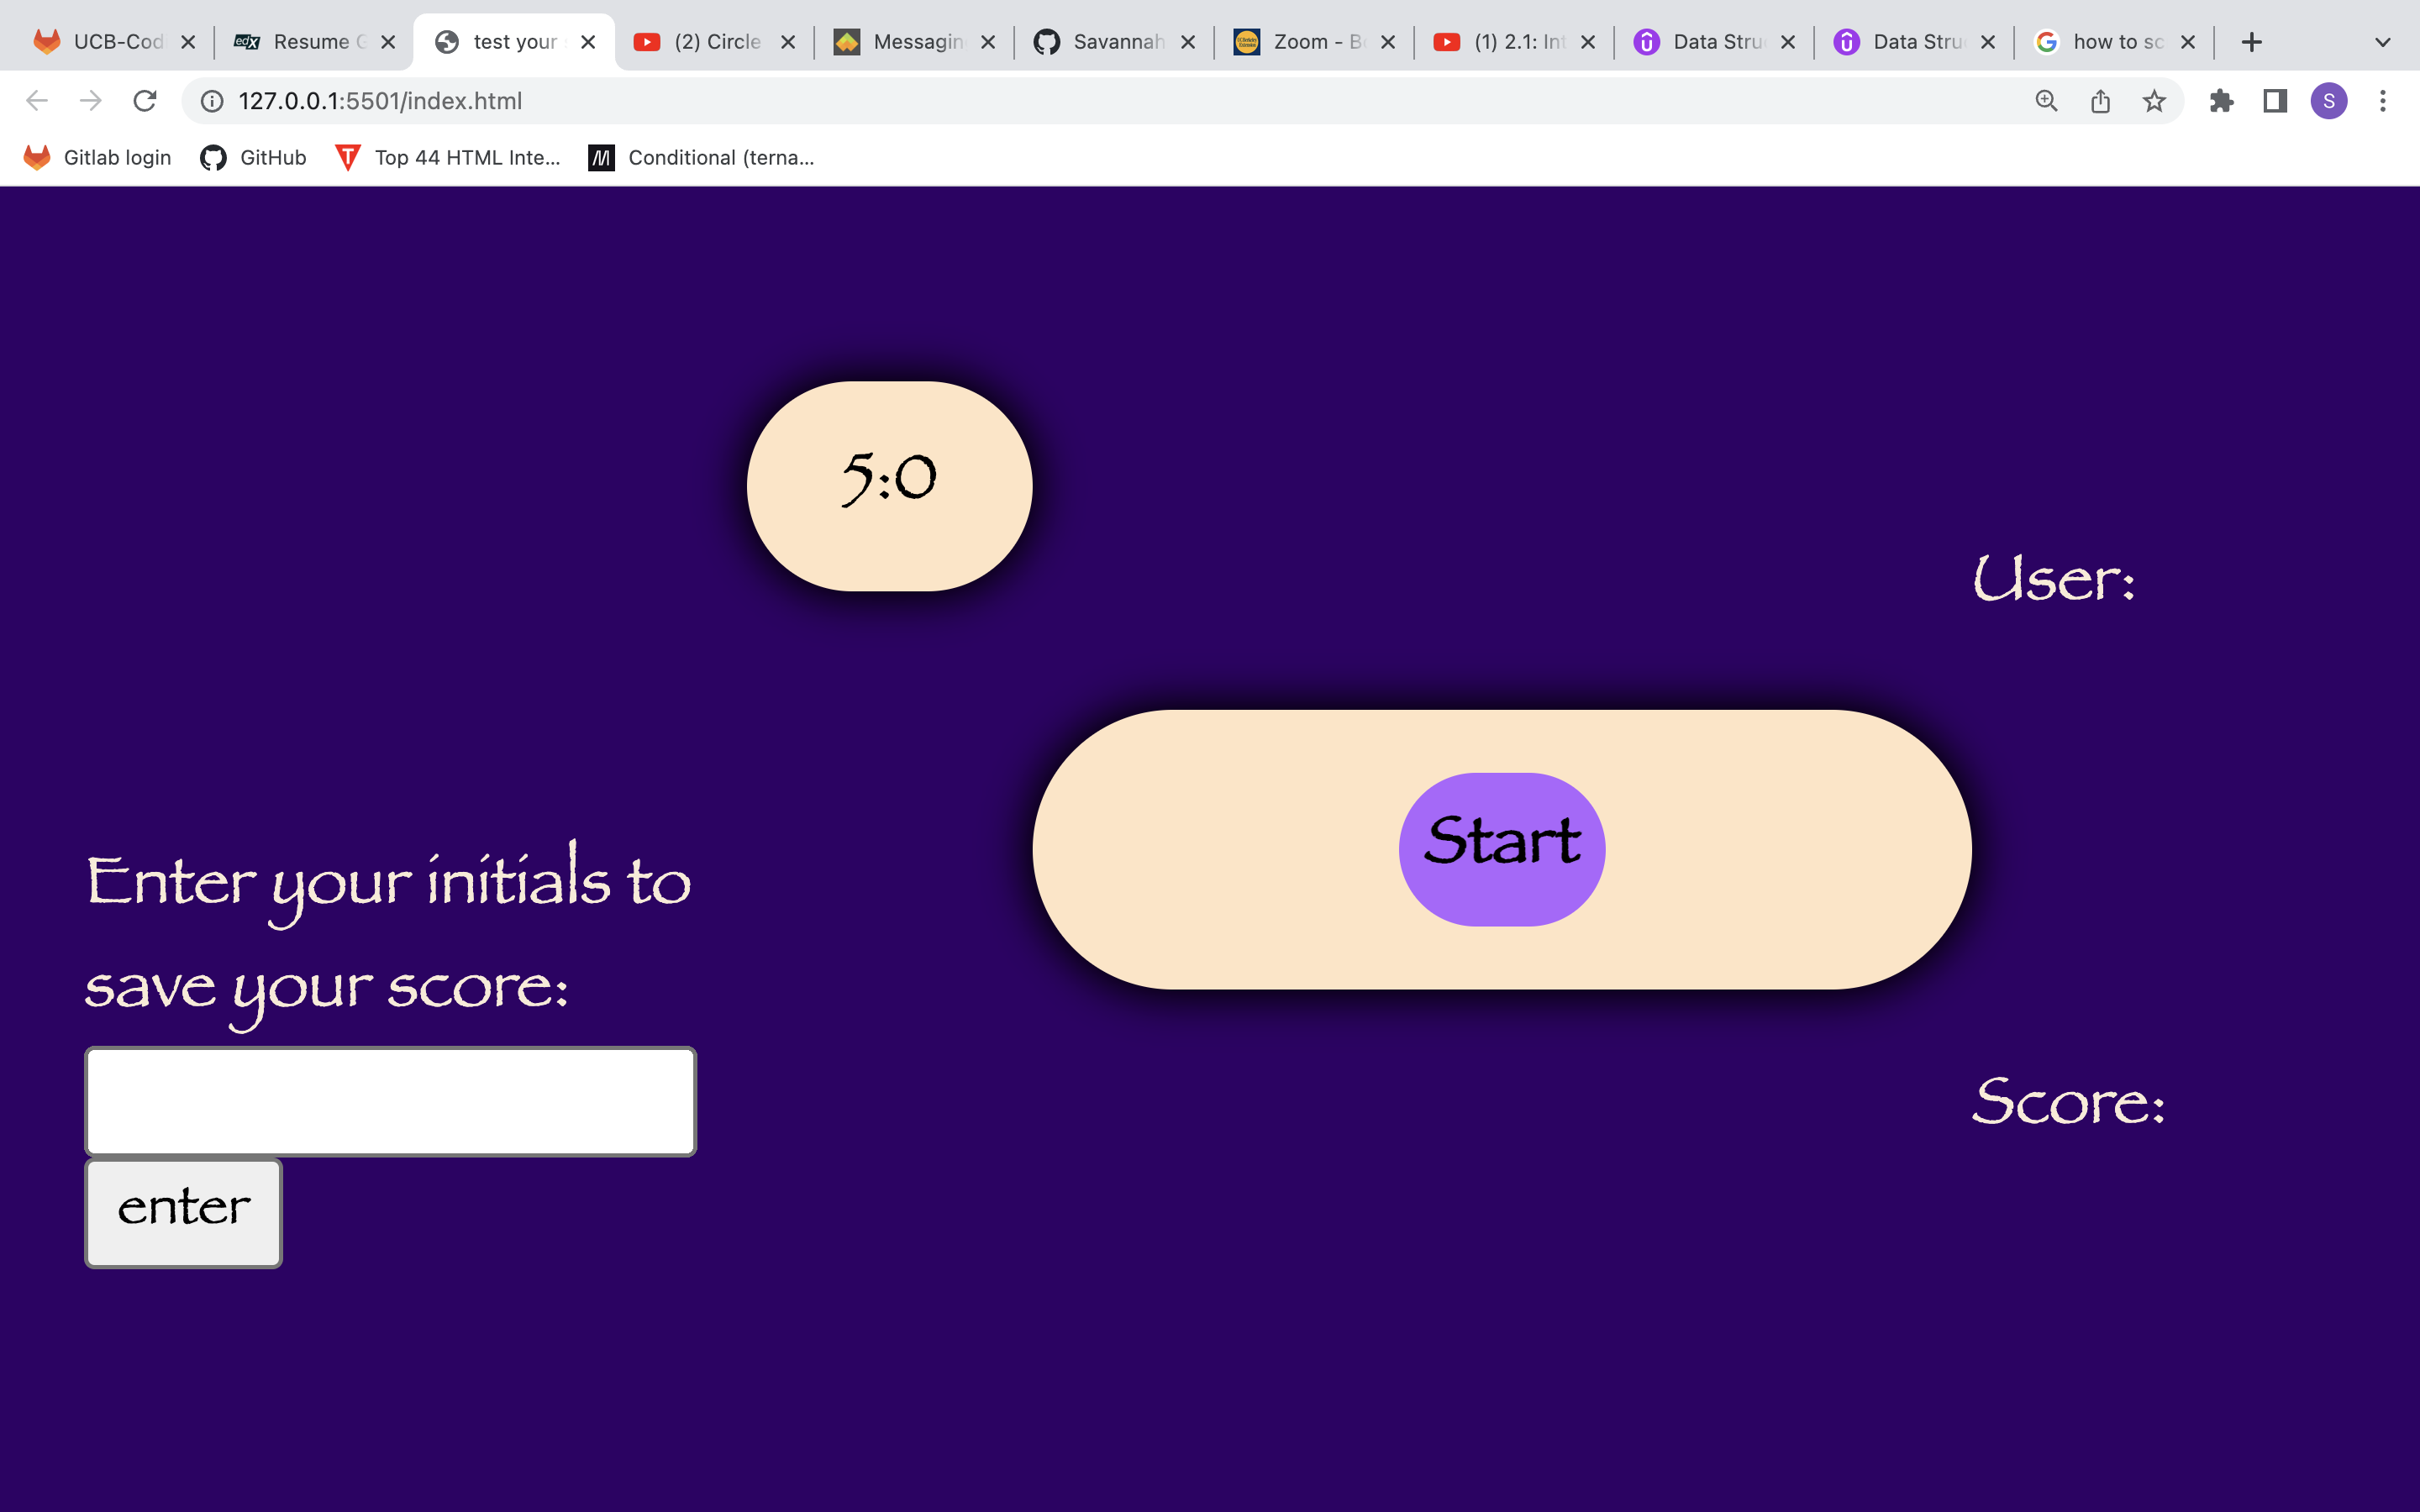 UCB-Cod
edX Resume G
test your
(2) Circle
Messagin
Savannah
Zoom - B
(1) 2.1: Int
Data Stru
Data Stru
how to sc
127.0.0.1:5501/index.html
S
Gitlab login
GitHub
T Top 44 HTML Inte...
M Conditional (terna...
5:0
User:
Start
Enter your initials to
save your score:
Score:
enter